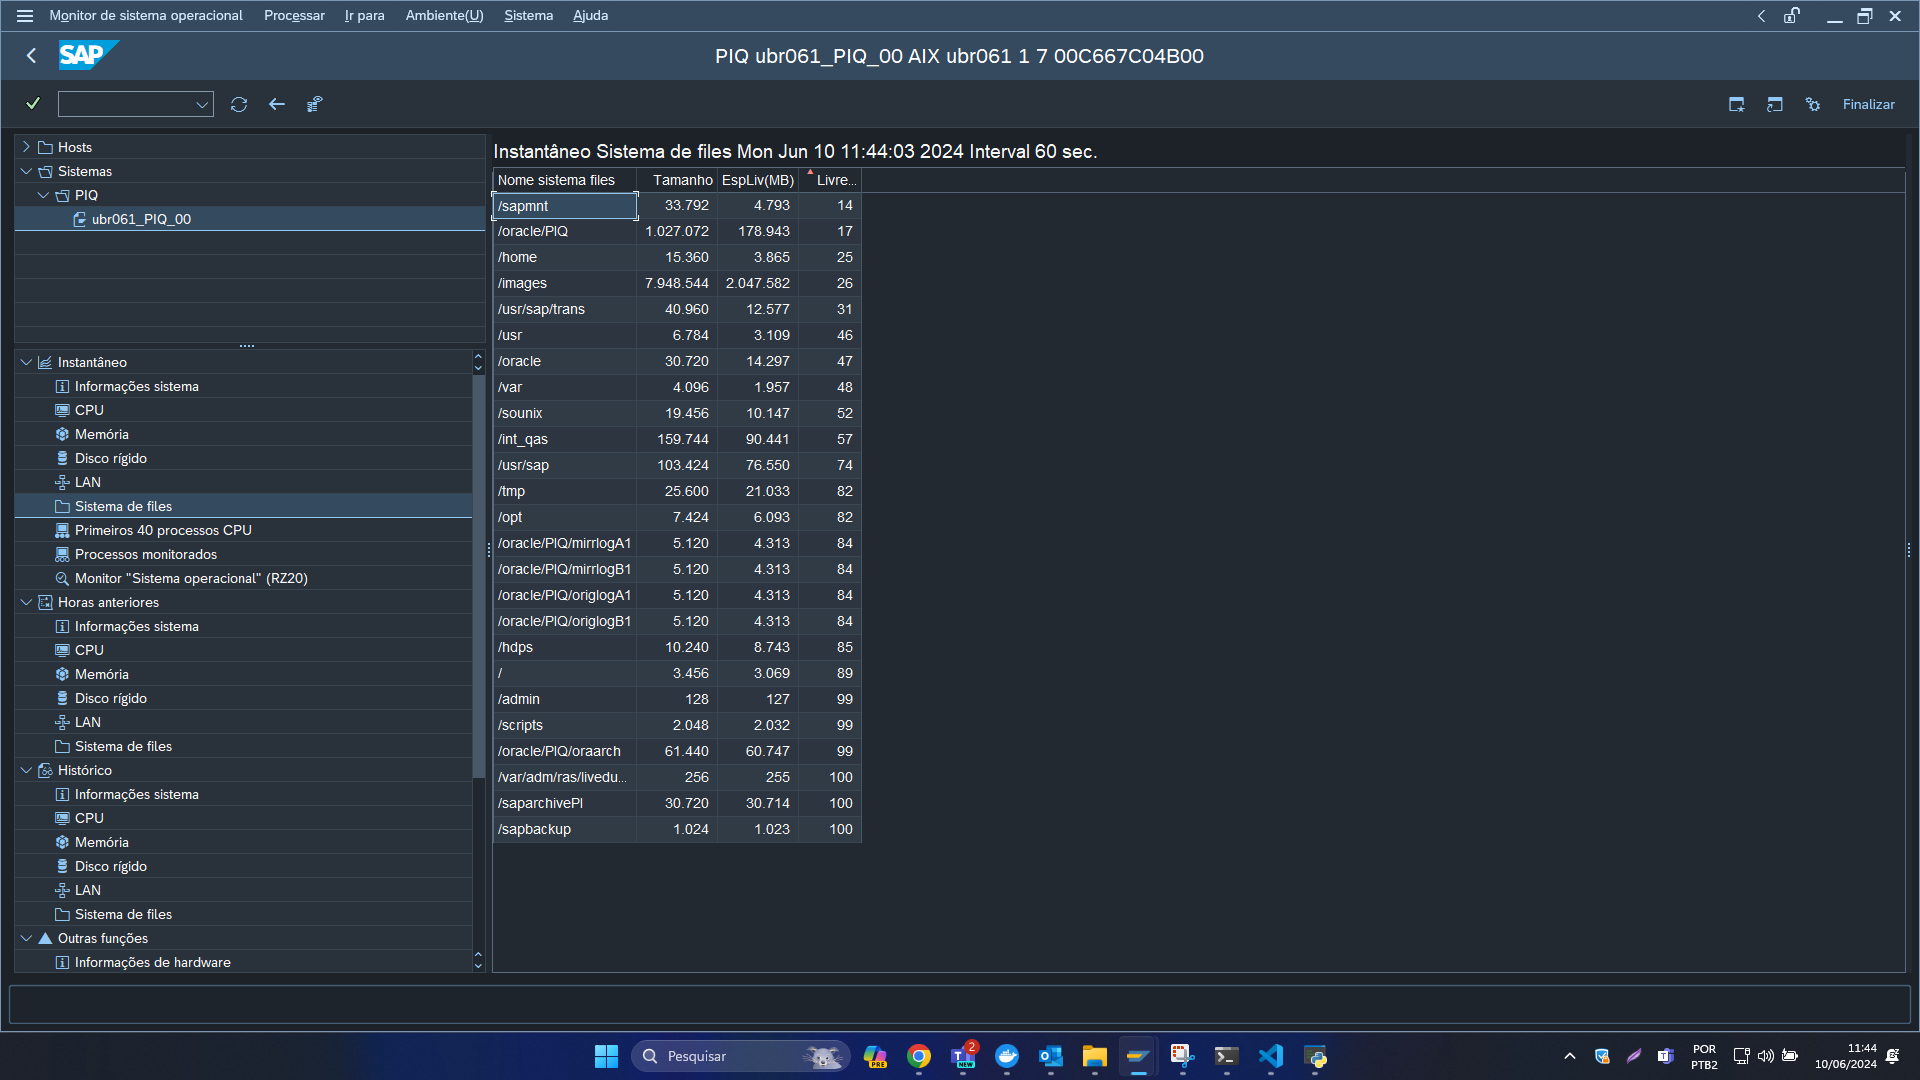 Monitor de sistema operacional Processar Ir para Ambiente(U) Sistema Ajuda
SAP
PIQ ubr061_PIQ_00 AIX ubr061 1 7 00C667C04B00
Finalizar
Hosts
Sistemas
PIQ
ubr061_PIQ_00
Instantâneo
Informações sistema
CPU
Memória
Disco rígido
LAN
Sistema de files
Primeiros 40 processos CPU
Processos monitorados
Monitor "Sistema operacional" (RZ20)
Horas anteriores
Informações sistema
CPU
Memória
Disco rígido
LAN
Sistema de files
Histórico
Informações sistema
CPU
Memória
Disco rígido
LAN
Sistema de files
Outras funções
Informações de hardware
Instantâneo Sistema de files Mon Jun 10 11:44:03 2024 Interval 60 sec.
Nome sistema files Tamanho EspLiv(MB) Livre...
/sapmnt 33.792 4.793 14
/oracle/PIQ 1.027.072 178.943 17
/home 15.360 3.865 25
/images 7.948.544 2.047.582 26
/usr/sap/trans 40.960 12.577 31
/usr 6.784 3.109 46
/oracle 30.720 14.297 47
/var 4.096 1.957 48
/sounix 19.456 10.147 52
/int_qas 159.744 90.441 57
/usr/sap 103.424 76.550 74
/tmp 25.600 21.033 82
/opt 7.424 6.093 82
/oracle/PIQ/mirrlogA1 5.120 4.313 84
/oracle/PIQ/mirrlogB1 5.120 4.313 84
/oracle/PIQ/origlogA1 5.120 4.313 84
/oracle/PIQ/origlogB1 5.120 4.313 84
/hdps 10.240 8.743 85
/ 3.456 3.069 89
/admin 128 127 99
/scripts 2.048 2.032 99
/oracle/PIQ/oraarch 61.440 60.747 99
/var/adm/ras/livedu... 256 255 100
/saparchivePI 30.720 30.714 100
/sapbackup 1.024 1.023 100
Pesquisar
PRE
2
NEW
POR
PTB2
11:44
10/06/2024